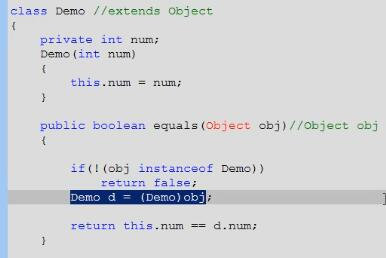 class Demo //extends Object
{
private int num;
Demo(int num)
{
this.num = num;
}
public boolean equals(Object obj)//Object obj
{
if(!(obj instanceof Demo))
return false;
Demo d = (Demo)obj;
return this.num == d.num;
}